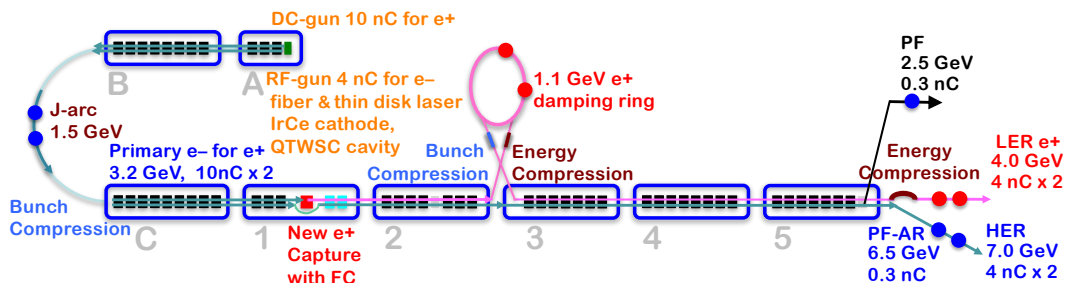 DC-gun 10 nC for e+
B
A
RF-gun 4 nC for e–
fiber & thin disk laser
IrCe cathode,
QTWSC cavity
J-arc
1.5 GeV
1.1 GeV e+
damping ring
PF
2.5 GeV
0.3 nC
Primary e– for e+
3.2 GeV, 10nC x 2
Bunch
Compression
Energy
Compression
Energy
Compression
LER e+
4.0 GeV
4 nC x 2
Bunch
Compression
C
1
2
3
4
5
New e+
Capture
with FC
PF-AR
6.5 GeV
0.3 nC
HER
7.0 GeV
4 nC x 2